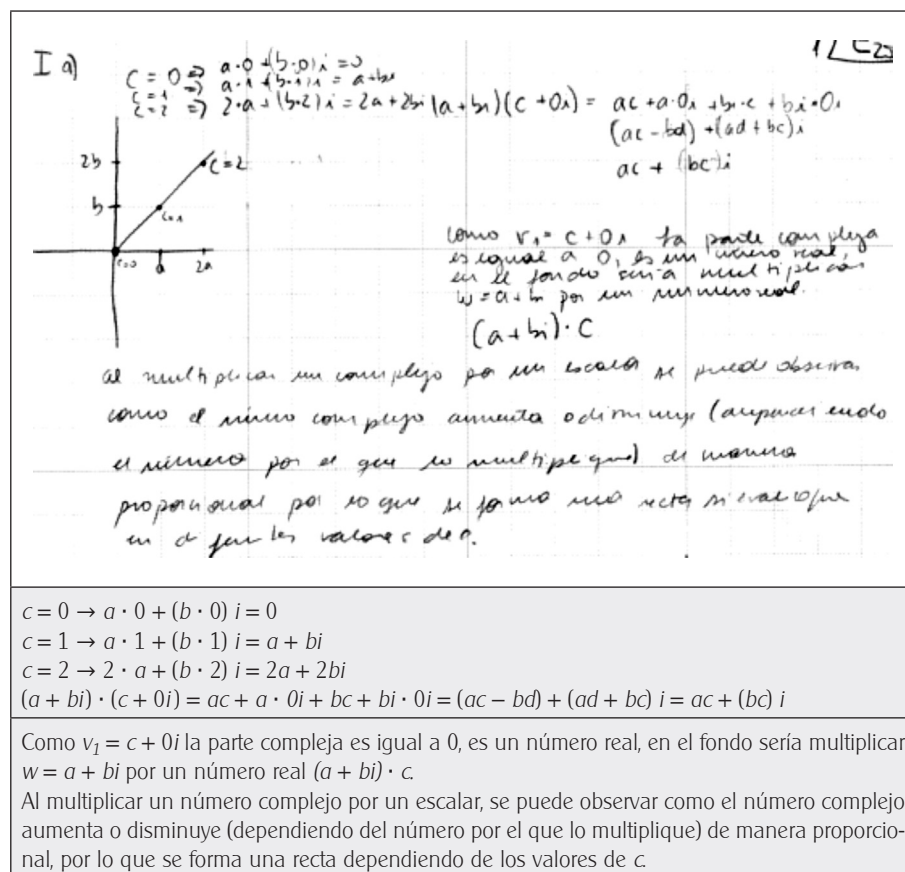 I a)
C = 0 ⇒ a·0 + (b·0)i = 0
C = 1 ⇒ a·1 + (b·1)i = a+bi
C = 2 ⇒ 2·a + (b·2)i = 2a + 2bi
(a+bi)(c+0i) = ac + a·0i + bi·c + bi·0i
(ac - bd) + (ad + bc)i
ac + (bc)i
2b
c=2
b
c=1
c=0
a
2a
como v₁ = c + 0i la parte compleja
es igual a 0, es un número real,
en el fondo sería multiplicar
w = a + bi por un número real.
(a+bi)·C
al multiplicar un complejo por un escalar se puede observar
como el número complejo aumenta o disminuye
el número por el que lo multiplique) de manera
proporcional por lo que se forma una recta
en valores de c.
c = 0 → a · 0 + (b · 0) i = 0
c = 1 → a · 1 + (b · 1) i = a + bi
c = 2 → 2 · a + (b · 2) i = 2a + 2bi
(a + bi) · (c + 0i) = ac + a · 0i + bc + bi · 0i = (ac − bd) + (ad + bc) i = ac + (bc) i
Como v₁ = c + 0i la parte compleja es igual a 0, es un número real, en el fondo sería multiplicar
w = a + bi por un número real (a + bi) · c.
Al multiplicar un número complejo por un escalar, se puede observar como el número complejo
aumenta o disminuye (dependiendo del número por el que lo multiplique) de manera proporcio-
nal, por lo que se forma una recta dependiendo de los valores de c.